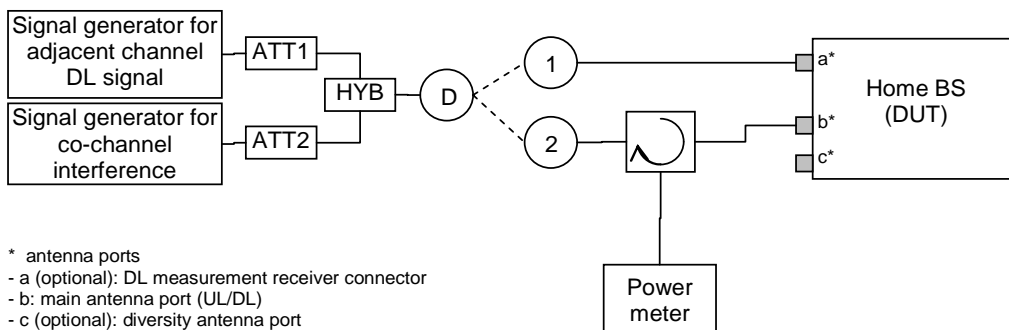 Signal generator for
adjacent channel
DL signal
ATT1
HYB
D
1
2
a*
b*
c*
Home BS
(DUT)
Signal generator for
co-channel
interference
ATT2
Power
meter
* antenna ports
- a (optional): DL measurement receiver connector
- b: main antenna port (UL/DL)
- c (optional): diversity antenna port